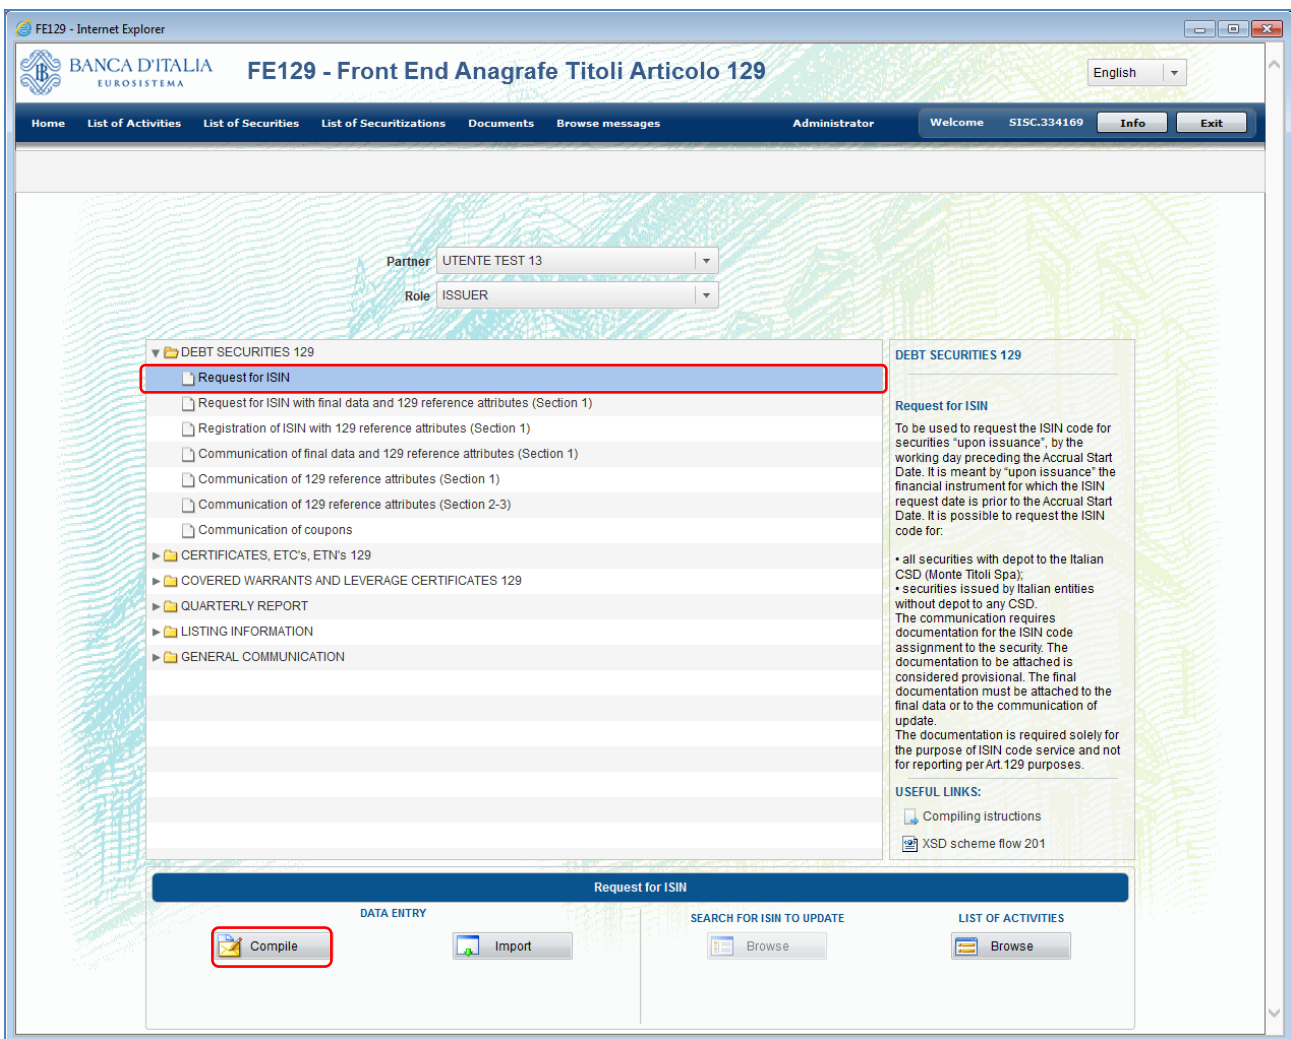 FE129 - Internet Explorer
BANCA D'ITALIA
EUROSISTEMA
FE129 - Front End Anagrafe Titoli Articolo 129
English
Home List of Activities List of Securities List of Securitizations Documents Browse messages Administrator Welcome SISC.334169 Info Exit
Partner UTENTE TEST 13
Role ISSUER
DEBT SECURITIES 129
Request for ISIN
Request for ISIN with final data and 129 reference attributes (Section 1)
Registration of ISIN with 129 reference attributes (Section 1)
Communication of final data and 129 reference attributes (Section 1)
Communication of 129 reference attributes (Section 1)
Communication of 129 reference attributes (Section 2-3)
Communication of coupons
CERTIFICATES, ETC's, ETN's 129
COVERED WARRANTS AND LEVERAGE CERTIFICATES 129
QUARTERLY REPORT
LISTING INFORMATION
GENERAL COMMUNICATION
DEBT SECURITIES 129
Request for ISIN
To be used to request the ISIN code for
securities “upon issuance”, by the
working day preceding the Accrual Start
Date. It is meant by “upon issuance” the
financial instrument for which the ISIN
request date is prior to the Accrual Start
Date. It is possible to request the ISIN
code for:
• all securities with depot to the Italian
CSD (Monte Titoli Spa);
• securities issued by Italian entities
without depot to any CSD.
The communication requires
documentation for the ISIN code
assignment to the security. The
documentation to be attached is
considered provisional. The final
documentation must be attached to the
final data or to the communication of
update.
The documentation is required solely for
the purpose of ISIN code service and not
for reporting per Art.129 purposes.
USEFUL LINKS:
Compiling istructions
XSD scheme flow 201
Request for ISIN
DATA ENTRY
SEARCH FOR ISIN TO UPDATE
LIST OF ACTIVITIES
Compile
Import
Browse
Browse